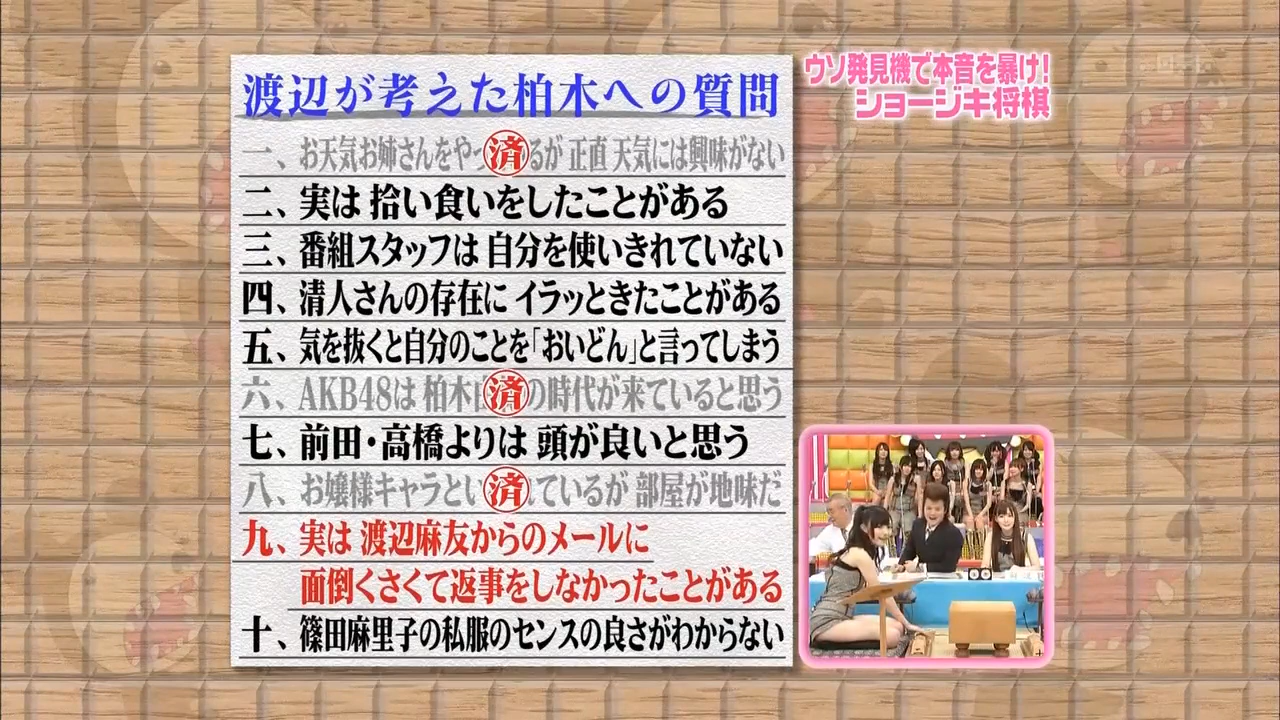 渡辺が考えた柏木への質問
一、お天気お姉さんをやっ済るが 正直 天気には興味がない
二、実は 拾い食いをしたことがある
三、番組スタッフは 自分を使いきれていない
四、清人さんの存在に イラッときたことがある
五、気を抜くと自分のことを「おいどん」と言ってしまう
六、AKB48は 柏木済の時代が来ていると思う
七、前田・高橋よりは 頭が良いと思う
八、お嬢様キャラとい済ているが 部屋が地味だ
九、実は 渡辺麻友からのメールに
面倒くさくて返事をしなかったことがある
十、篠田麻里子の私服のセンスの良さがわからない
ウソ発見機で本音を暴け!
ショージキ将棋